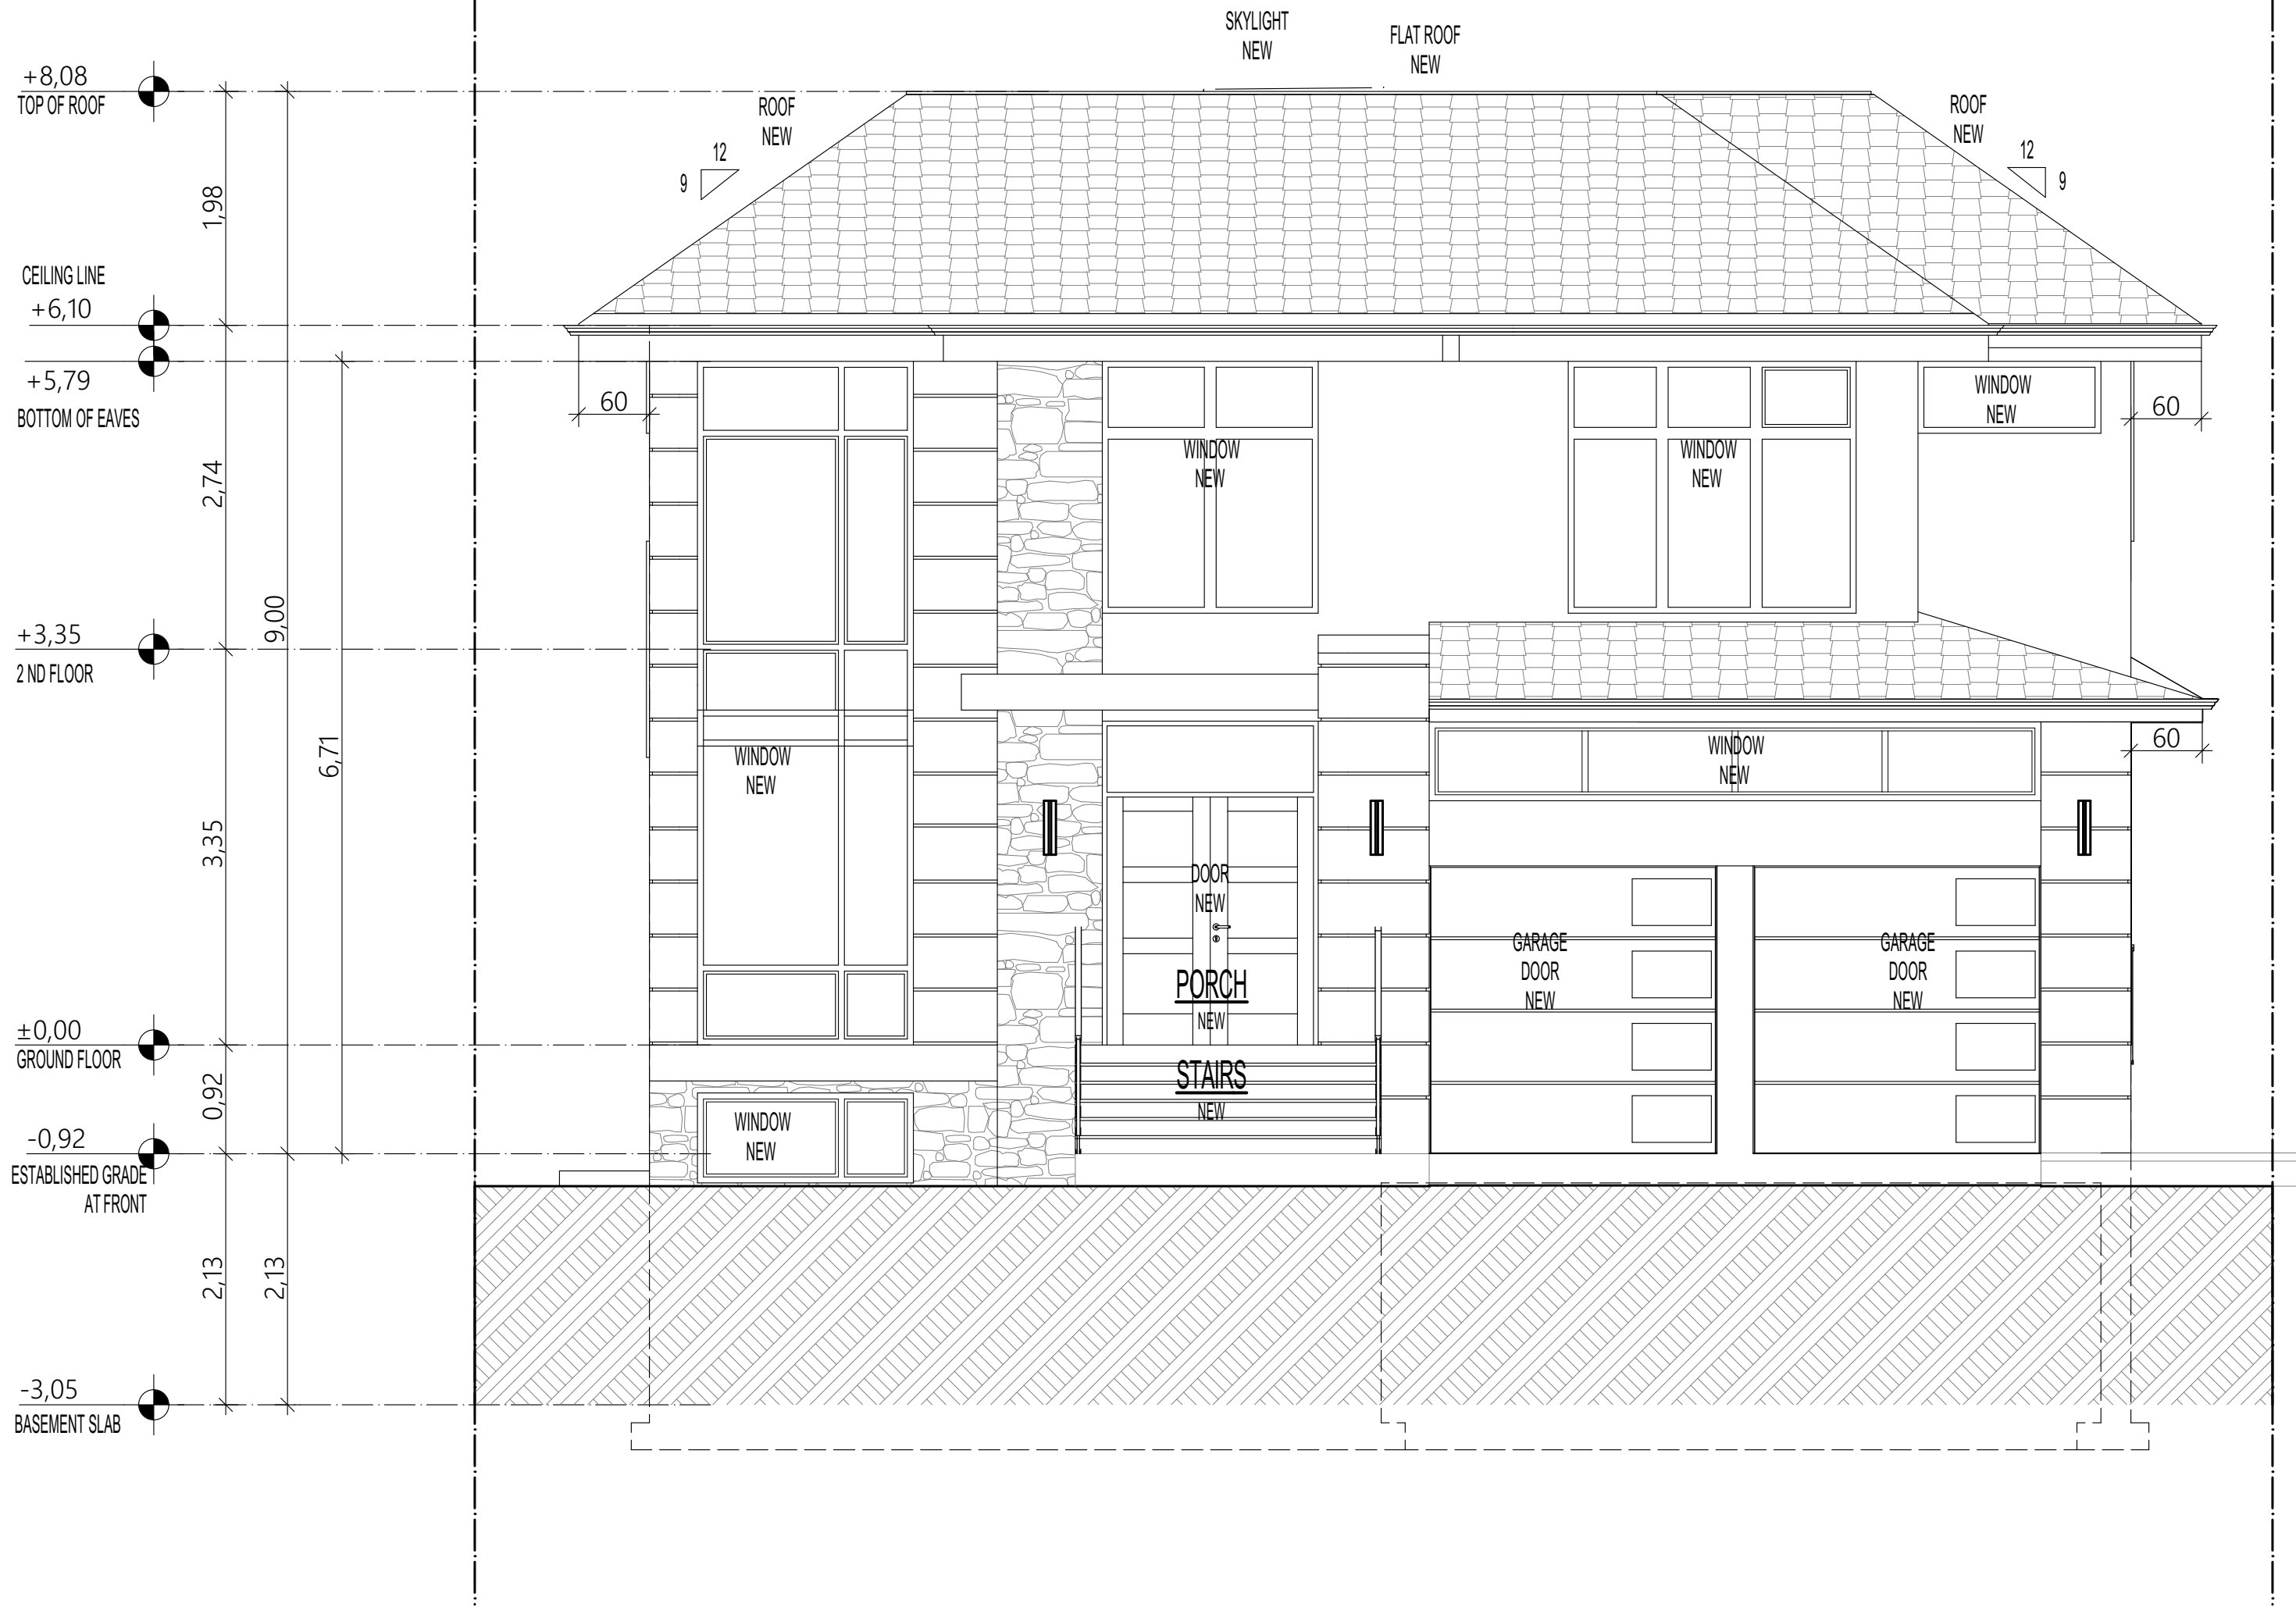 SKYLIGHT
NEW
FLAT ROOF
NEW
+8,08
TOP OF ROOF
ROOF
NEW
12
9
ROOF
NEW
12
9
1,98
CEILING LINE
+6,10
+5,79
BOTTOM OF EAVES
60
WINDOW
NEW
60
WINDOW
NEW
WINDOW
NEW
2,74
9,00
+3,35
2 ND FLOOR
6,71
WINDOW
NEW
WINDOW
NEW
60
3,35
DOOR
NEW
GARAGE
DOOR
NEW
GARAGE
DOOR
NEW
PORCH
NEW
±0,00
GROUND FLOOR
STAIRS
NEW
0,92
WINDOW
NEW
-0,92
ESTABLISHED GRADE
AT FRONT
2,13
2,13
-3,05
BASEMENT SLAB